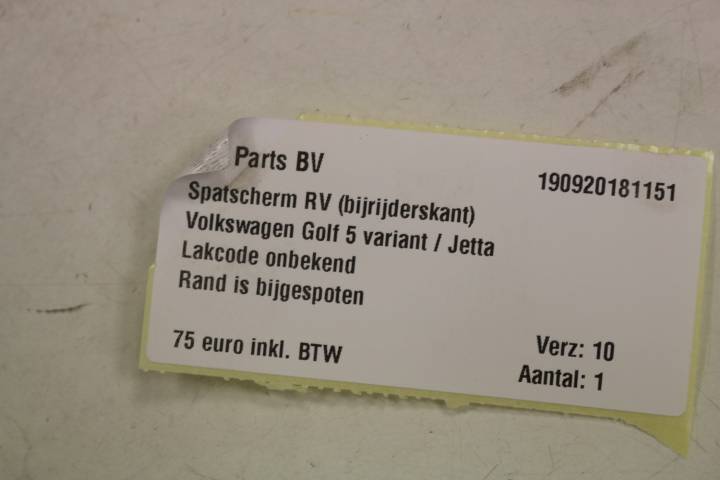 Parts BV
190920181151
Spatscherm RV (bijrijderskant)
Volkswagen Golf 5 variant / Jetta
Lakcode onbekend
Rand is bijgespoten
75 euro inkl. BTW
Verz: 10
Aantal: 1